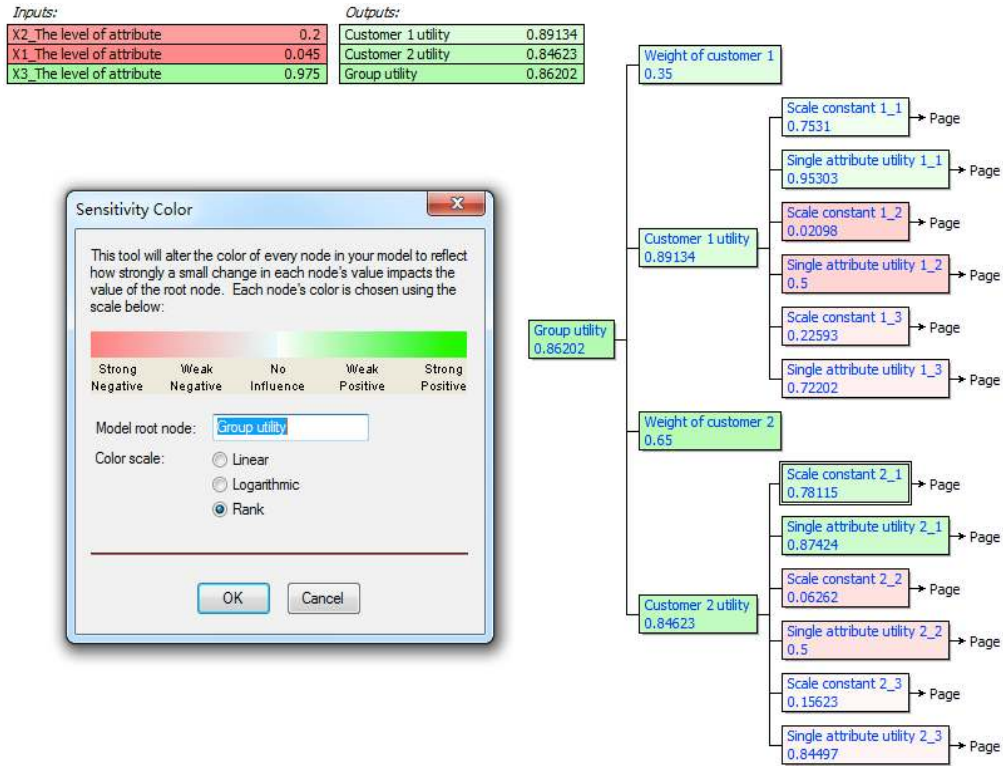 Inputs:
X2_The level of attribute 0.2
X1_The level of attribute 0.045
X3_The level of attribute 0.975
Outputs:
Customer 1 utility 0.89134
Customer 2 utility 0.84623
Group utility 0.86202
Sensitivity Color
This tool will alter the color of every node in your model to reflect
how strongly a small change in each node's value impacts the
value of the root node. Each node's color is chosen using the
scale below:
Strong Negative
Weak Negative
No Influence
Weak Positive
Strong Positive
Model root node: Group utility
Color scale:
Linear
Logarithmic
Rank
OK
Cancel
Group utility
0.86202
Weight of customer 1
0.35
Customer 1 utility
0.89134
Scale constant 1_1
0.7531
Page
Single attribute utility 1_1
0.95303
Page
Scale constant 1_2
0.02098
Page
Single attribute utility 1_2
0.5
Page
Scale constant 1_3
0.22593
Page
Single attribute utility 1_3
0.72202
Page
Weight of customer 2
0.65
Customer 2 utility
0.84623
Scale constant 2_1
0.78115
Page
Single attribute utility 2_1
0.87424
Page
Scale constant 2_2
0.06262
Page
Single attribute utility 2_2
0.5
Page
Scale constant 2_3
0.15623
Page
Single attribute utility 2_3
0.84497
Page